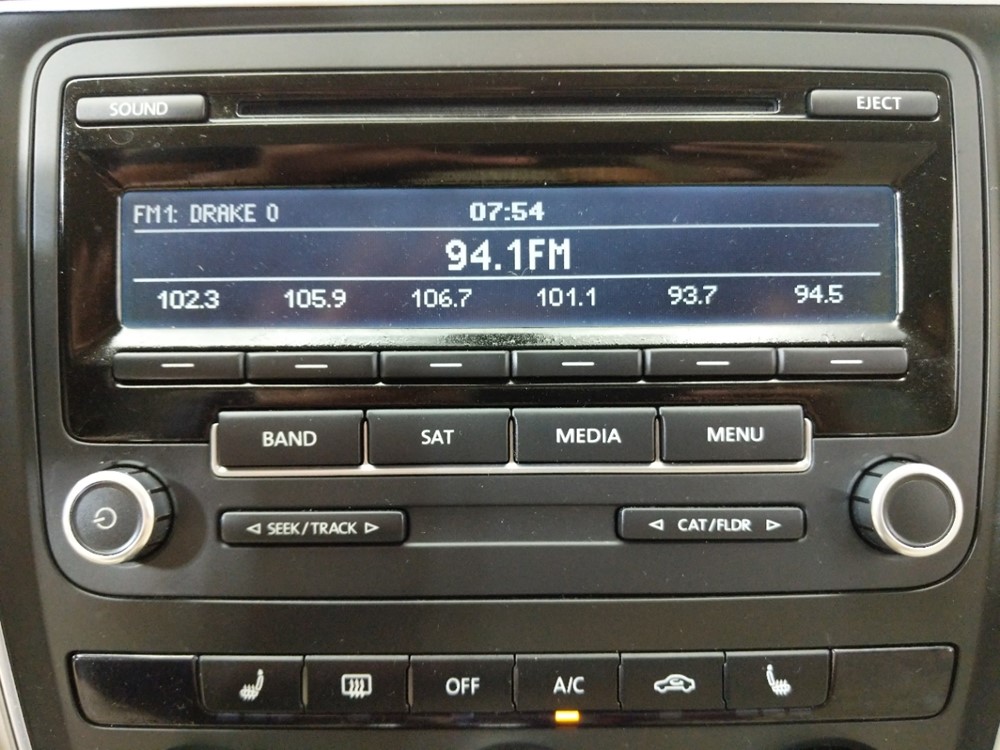 SOUND EJECT
FM1: DRAKE 0 07:54
94.1FM
102.3 105.9 106.7 101.1 93.7 94.5
BAND SAT MEDIA MENU
SEEK/TRACK CAT/FLDR
OFF A/C